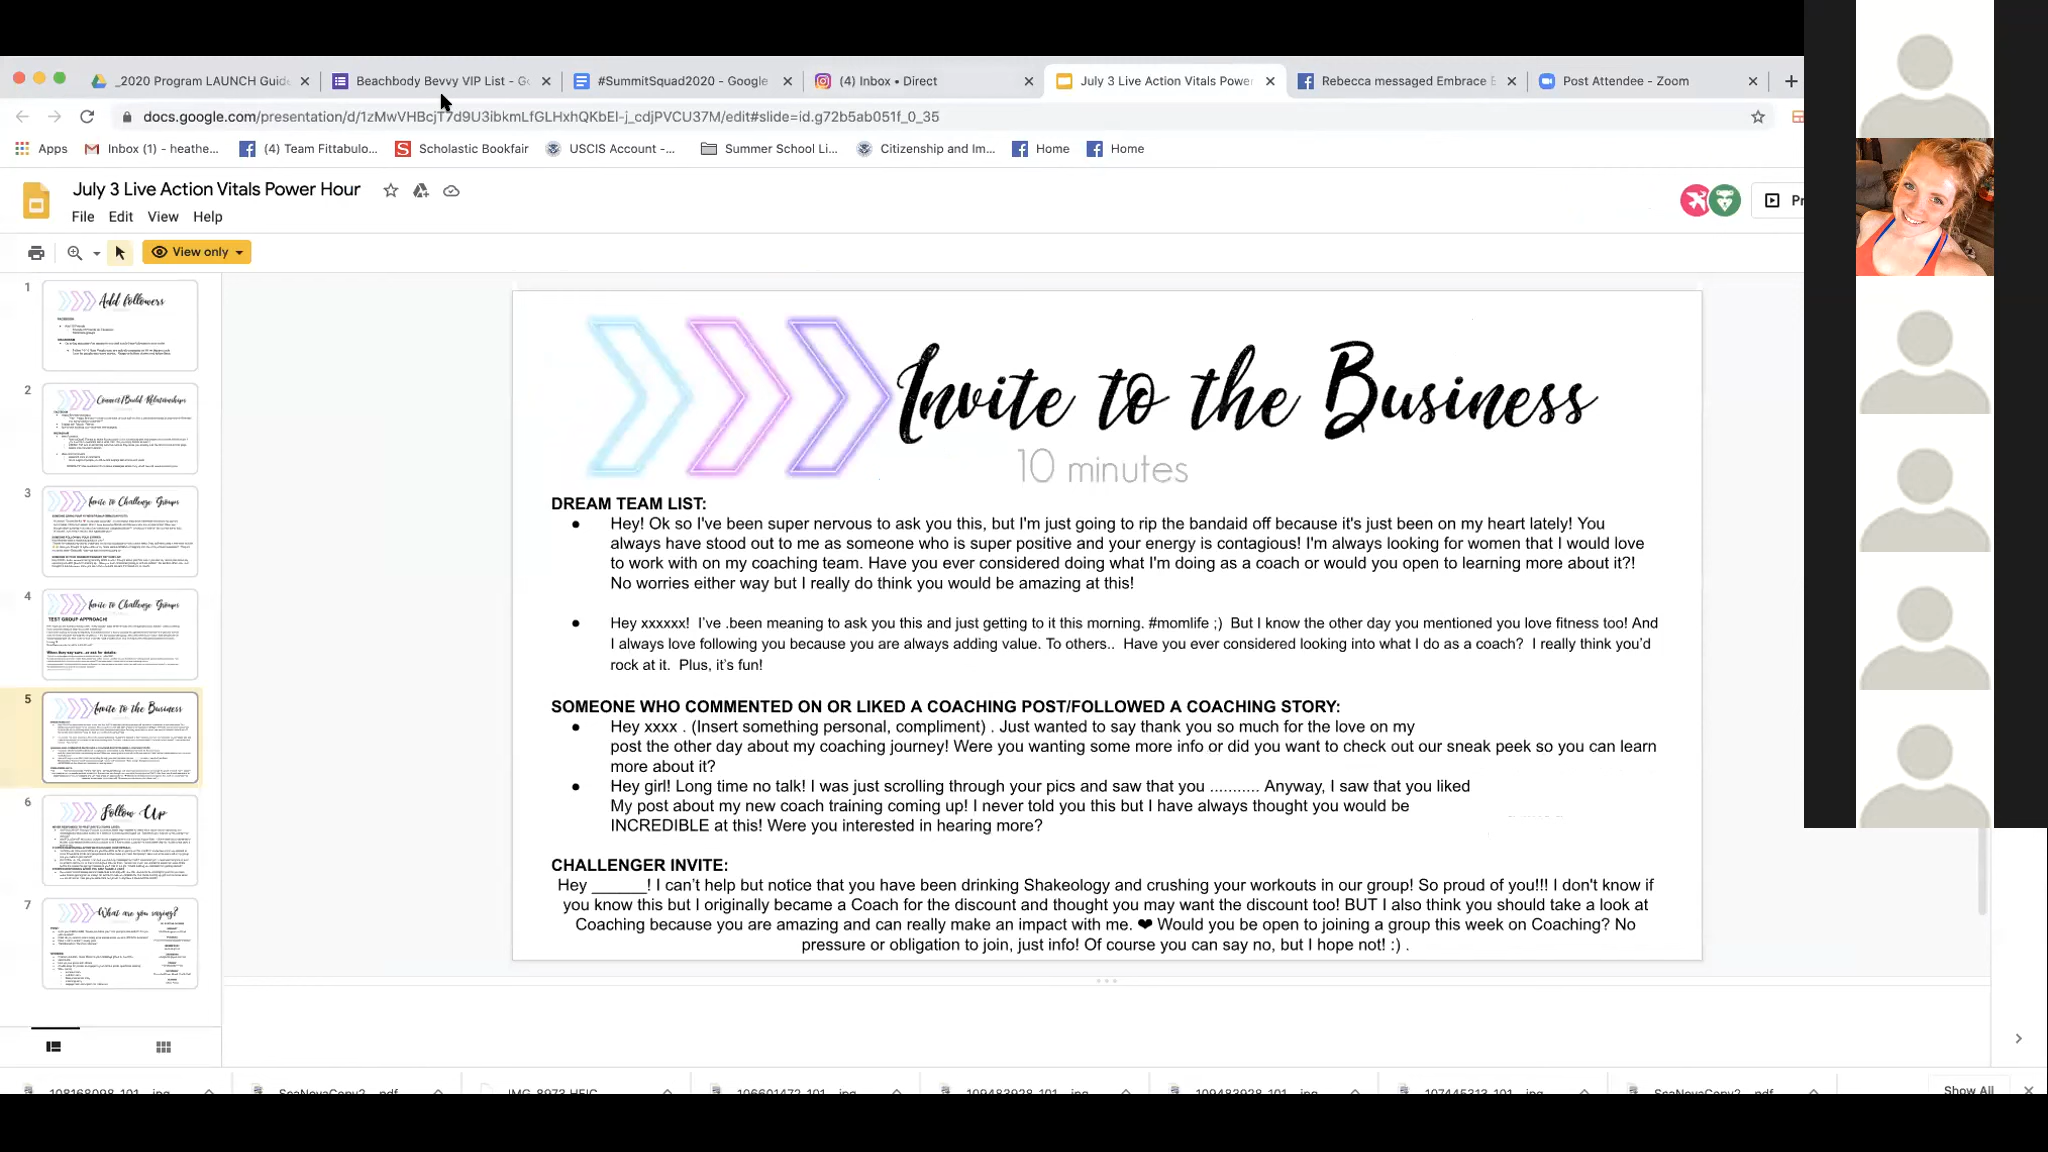 _2020 Program LAUNCH Guide
Beachbody Bevvy VIP List - Go
#SummitSquad2020 - Google
(4) Inbox • Direct
July 3 Live Action Vitals Power
Rebecca messaged Embrace
Post Attendee - Zoom
docs.google.com/presentation/d/1zMwVHBcjT7d9U3ibkmLfGLHxhQKbEl-j_cdjPVCU37M/edit#slide=id.g72b5ab051f_0_35
Apps
Inbox (1) - heathe...
(4) Team Fittabulo...
Scholastic Bookfair
USCIS Account -...
Summer School Li...
Citizenship and Im...
Home
Home
July 3 Live Action Vitals Power Hour
File Edit View Help
View only
1
Add followers
2
Connect/Build Relationships
3
Invite to Challenge Groups
4
Invite to Challenge Groups
TEST GROUP APPROACH!
5
Invite to the Business
6
Follow Up
7
What are you saying?
Invite to the Business
10 minutes
DREAM TEAM LIST:
● Hey! Ok so I've been super nervous to ask you this, but I'm just going to rip the bandaid off because it's just been on my heart lately! You
always have stood out to me as someone who is super positive and your energy is contagious! I'm always looking for women that I would love
to work with on my coaching team. Have you ever considered doing what I'm doing as a coach or would you open to learning more about it?!
No worries either way but I really do think you would be amazing at this!
● Hey xxxxxx! I've .been meaning to ask you this and just getting to it this morning. #momlife ;) But I know the other day you mentioned you love fitness too! And
I always love following you because you are always adding value. To others.. Have you ever considered looking into what I do as a coach? I really think you'd
rock at it. Plus, it's fun!
SOMEONE WHO COMMENTED ON OR LIKED A COACHING POST/FOLLOWED A COACHING STORY:
● Hey xxxx . (Insert something personal, compliment) . Just wanted to say thank you so much for the love on my
post the other day about my coaching journey! Were you wanting some more info or did you want to check out our sneak peek so you can learn
more about it?
● Hey girl! Long time no talk! I was just scrolling through your pics and saw that you ........... Anyway, I saw that you liked
My post about my new coach training coming up! I never told you this but I have always thought you would be
INCREDIBLE at this! Were you interested in hearing more?
CHALLENGER INVITE:
Hey ______! I can't help but notice that you have been drinking Shakeology and crushing your workouts in our group! So proud of you!!! I don't know if
you know this but I originally became a Coach for the discount and thought you may want the discount too! BUT I also think you should take a look at
Coaching because you are amazing and can really make an impact with me. ❤ Would you be open to joining a group this week on Coaching? No
pressure or obligation to join, just info! Of course you can say no, but I hope not! :) .
Show All